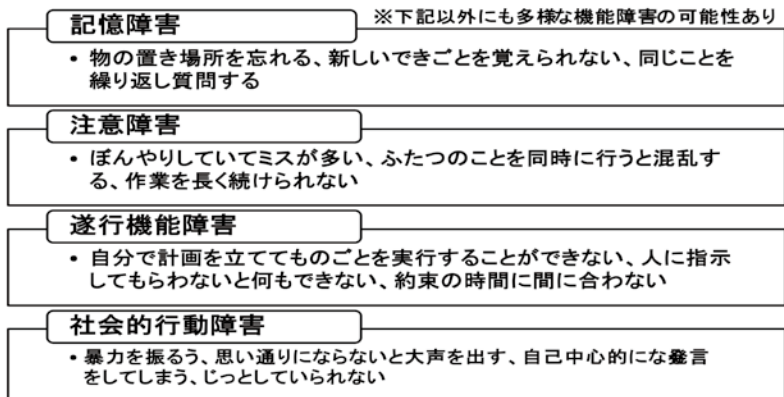 記憶障害
※下記以外にも多様な機能障害の可能性あり
• 物の置き場所を忘れる、新しいできごとを覚えられない、同じことを
繰り返し質問する
注意障害
• ぼんやりしていてミスが多い、ふたつのことを同時に行うと混乱す
る、作業を長く続けられない
遂行機能障害
• 自分で計画を立ててものごとを実行することができない、人に指示
してもらわないと何もできない、約束の時間に間に合わない
社会的行動障害
• 暴力を振るう、思い通りにならないと大声を出す、自己中心的にな発言
をしてしまう、じっとしていられない